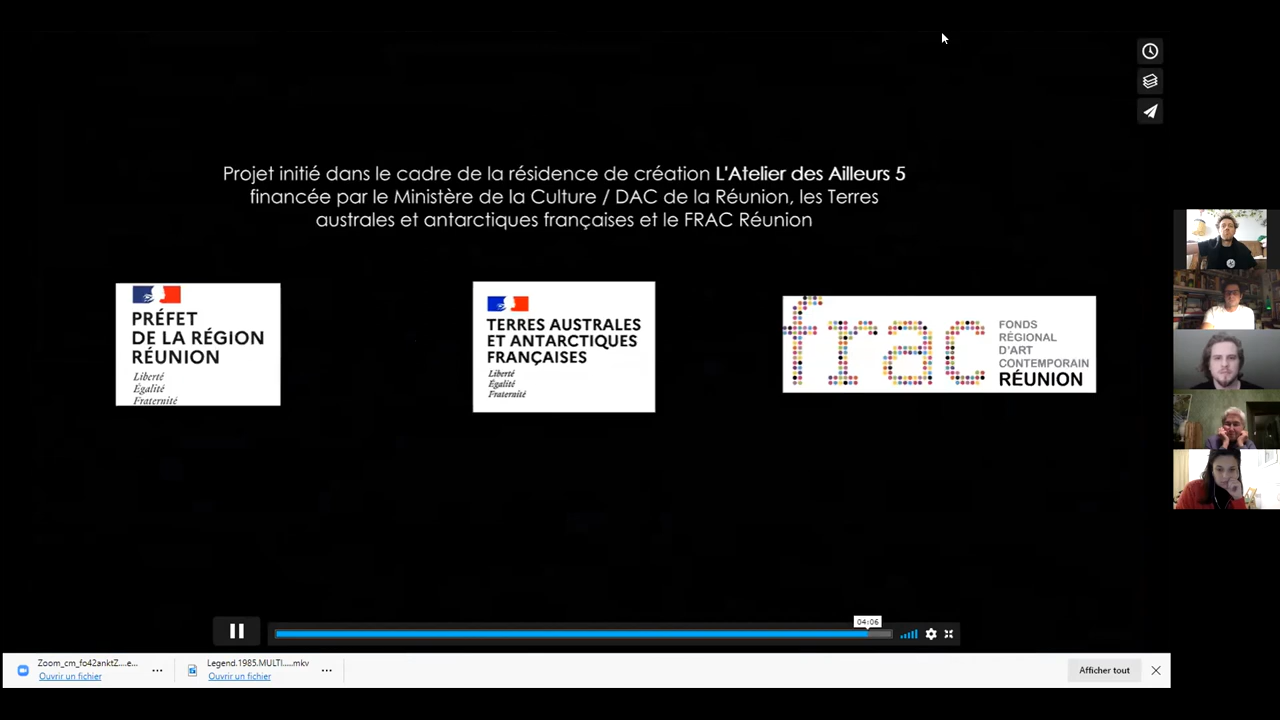 Projet initié dans le cadre de la résidence de création L'Atelier des Ailleurs 5
financée par le Ministère de la Culture / DAC de la Réunion, les Terres
australes et antarctiques françaises et le FRAC Réunion
PRÉFET
DE LA RÉGION
RÉUNION
Liberté
Égalité
Fraternité
TERRES AUSTRALES
ET ANTARCTIQUES
FRANÇAISES
Liberté
Égalité
Fraternité
frac
FONDS
RÉGIONAL
D'ART
CONTEMPORAIN
RÉUNION
04:06
Zoom_cm_fo42anktZ....e...
Ouvrir un fichier
Legend.1985.MULTI.....mkv
Ouvrir un fichier
Afficher tout